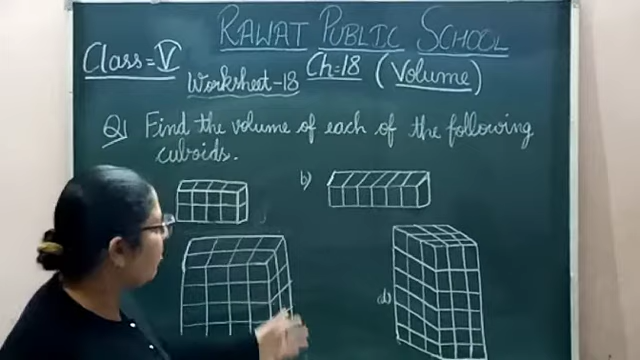 RAWAT PUBLIC SCHOOL
Class = V
Ch=18 (Volume)
Worksheet-18
Q1 Find the volume of each of the following
cuboids.
b)
d)